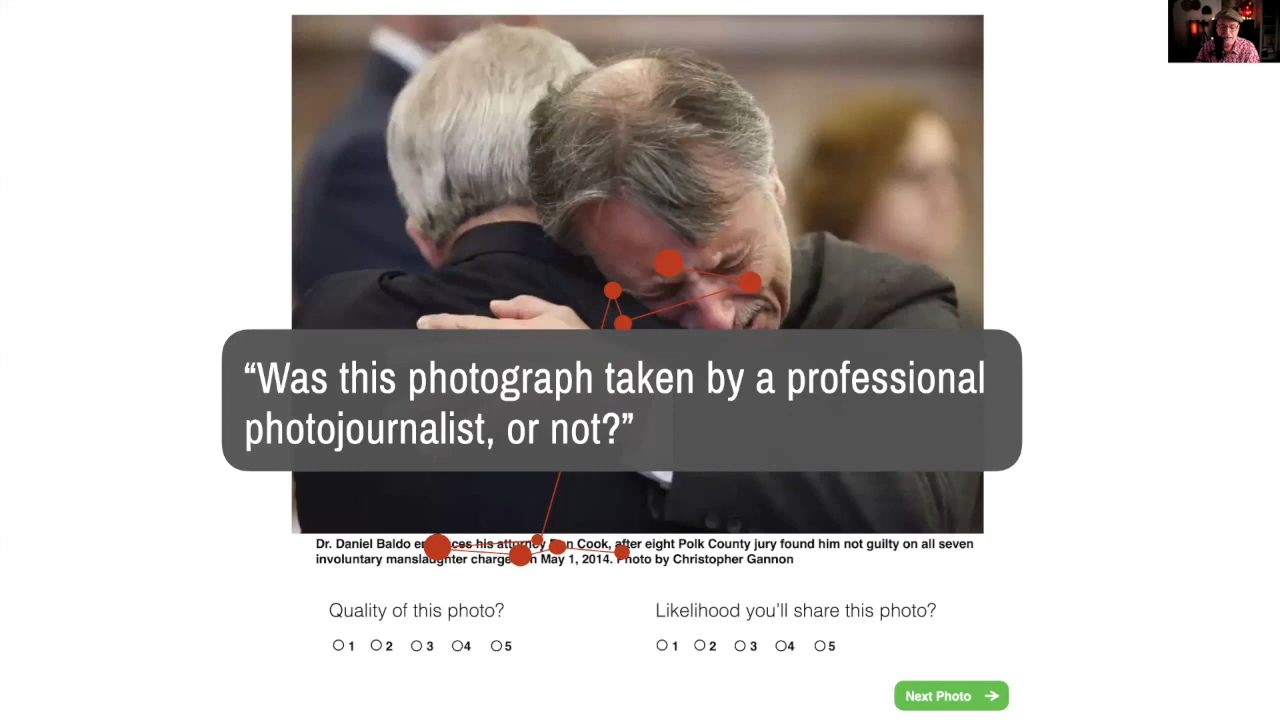 “Was this photograph taken by a professional
photojournalist, or not?”
Dr. Daniel Baldo his attorney Cook, after eight Polk County jury found him not guilty on all seven
involuntary manslaughter May 1, 2014. Photo by Christopher Gannon
Quality of this photo? Likelihood you’ll share this photo?
1 2 3 4 5 1 2 3 4 5
Next Photo